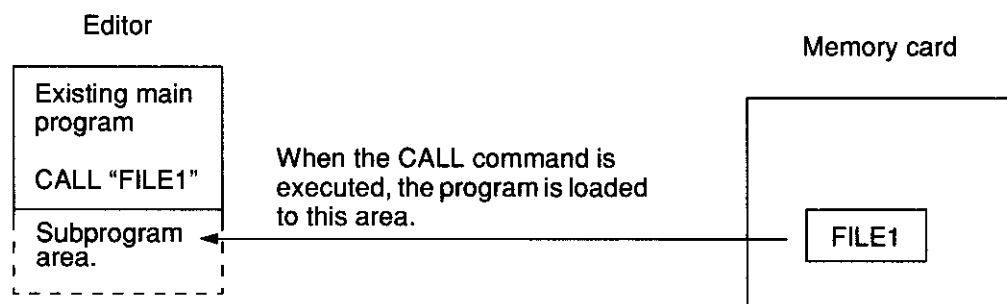 Editor
Memory card
Existing main
program
CALL “FILE1”
When the CALL command is
executed, the program is loaded
to this area.
Subprogram
area.
FILE1